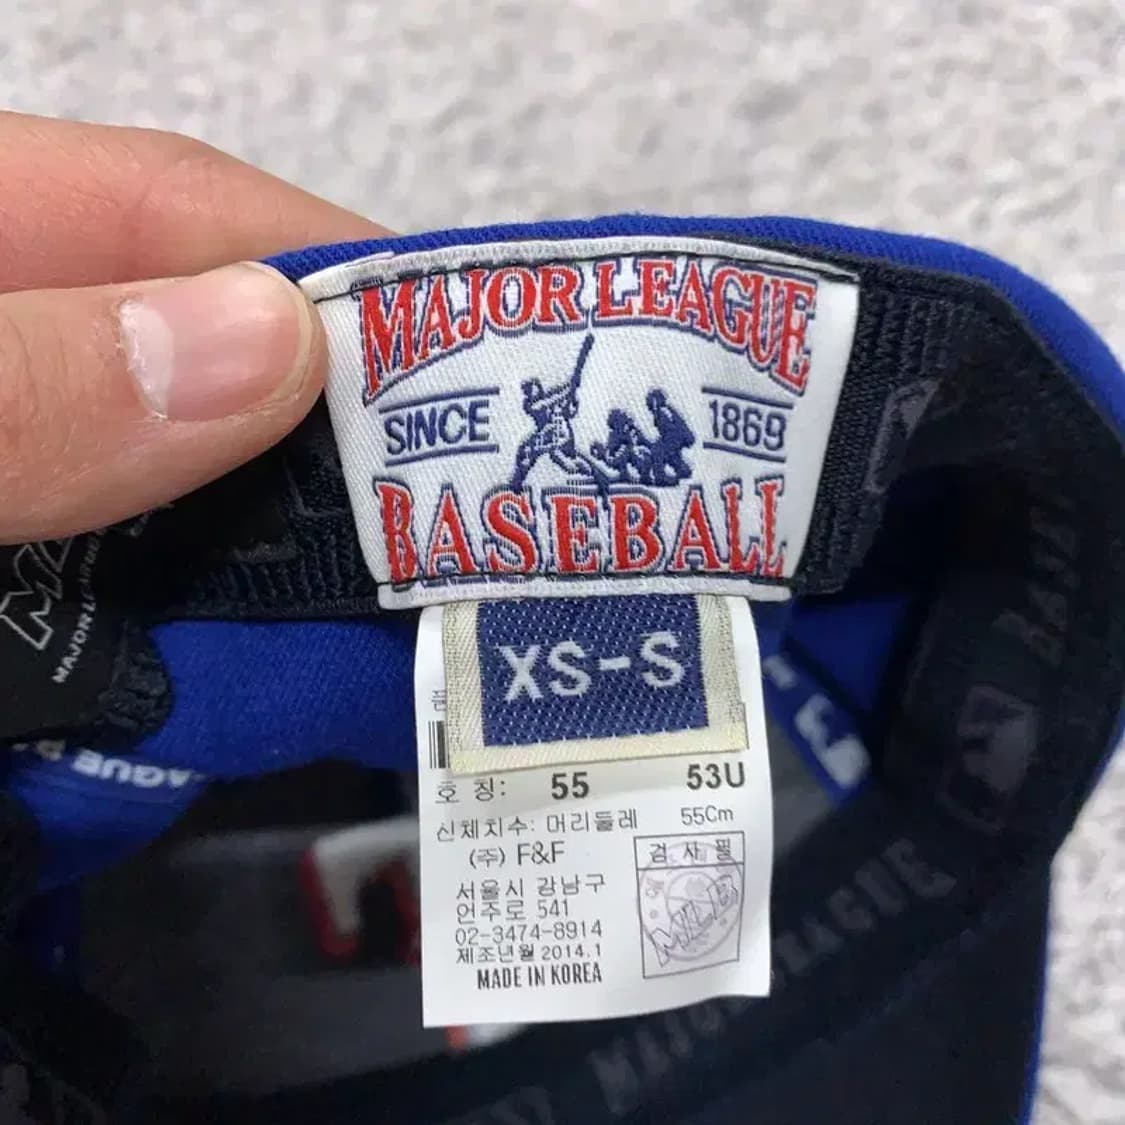 MAJOR LEAGUE
SINCE 1869
BASEBALL
XS-S
호 칭: 55 53U
신체치수: 머리둘레 55Cm
(주) F&F
검 사 필
서울시 강남구
언주로 541
02-3474-8914
제조년월 2014.1
MADE IN KOREA
MLB
MAJOR LEAGUE